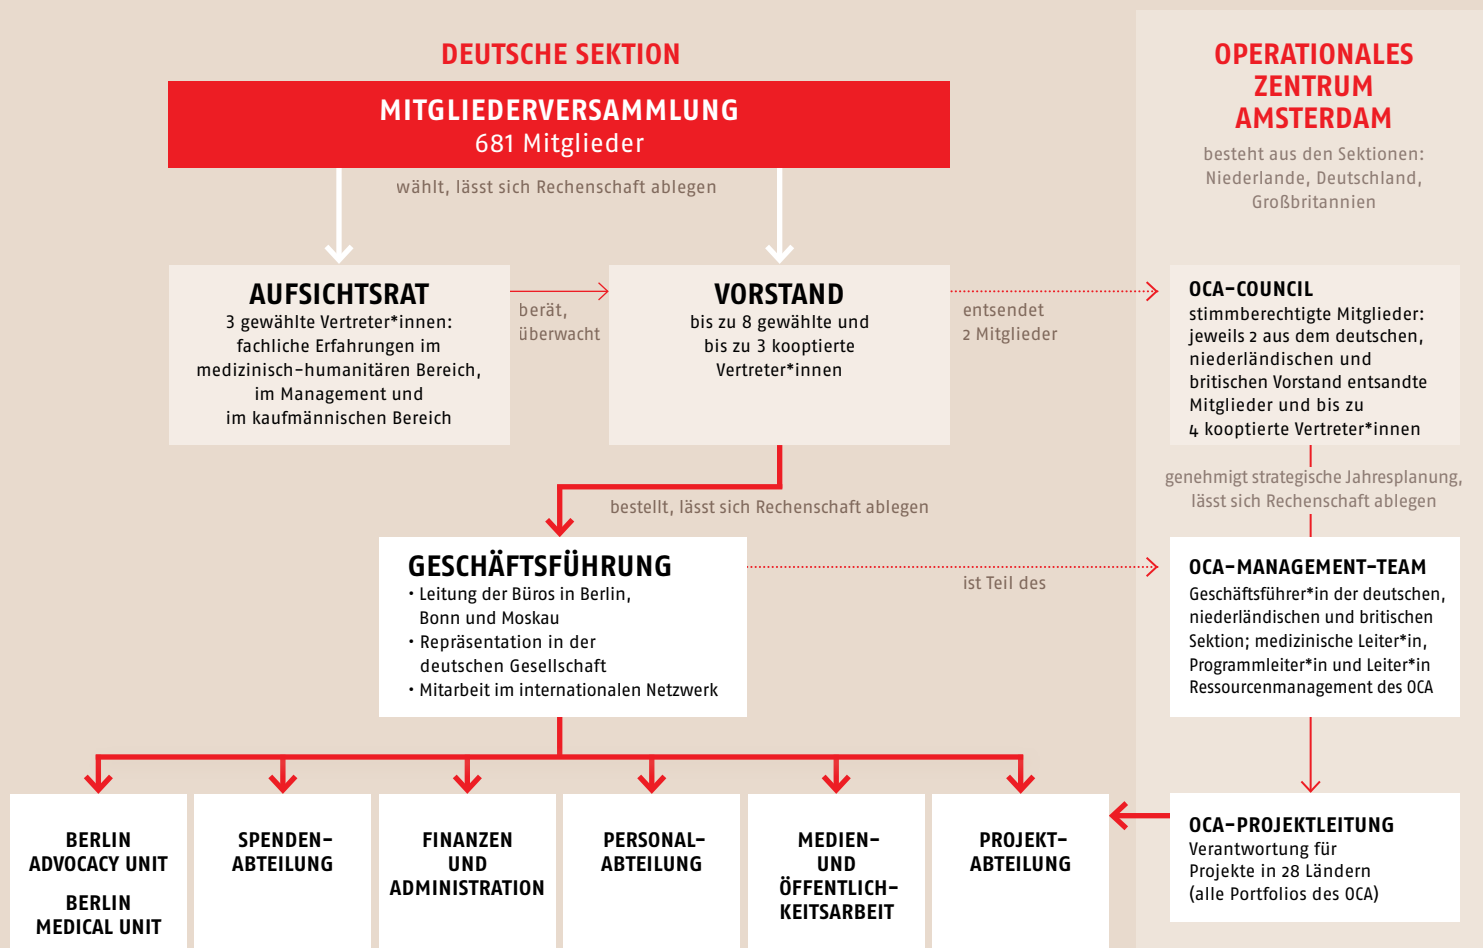 DEUTSCHE SEKTION
MITGLIEDERVERSAMMLUNG
681 Mitglieder
wählt, lässt sich Rechenschaft ablegen
AUFSICHTSRAT
3 gewählte Vertreter*innen:
fachliche Erfahrungen im
medizinisch-humanitären Bereich,
im Management und
im kaufmännischen Bereich
berät,
überwacht
VORSTAND
bis zu 8 gewählte und
bis zu 3 kooptierte
Vertreter*innen
entsendet
2 Mitglieder
bestellt, lässt sich Rechenschaft ablegen
GESCHÄFTSFÜHRUNG
• Leitung der Büros in Berlin,
Bonn und Moskau
• Repräsentation in der
deutschen Gesellschaft
• Mitarbeit im internationalen Netzwerk
ist Teil des
BERLIN
ADVOCACY UNIT
BERLIN
MEDICAL UNIT
SPENDEN-
ABTEILUNG
FINANZEN
UND
ADMINISTRATION
PERSONAL-
ABTEILUNG
MEDIEN-
UND
ÖFFENTLICH-
KEITSARBEIT
PROJEKT-
ABTEILUNG
OPERATIONALES
ZENTRUM
AMSTERDAM
besteht aus den Sektionen:
Niederlande, Deutschland,
Großbritannien
OCA-COUNCIL
stimmberechtigte Mitglieder:
jeweils 2 aus dem deutschen,
niederländischen und
britischen Vorstand entsandte
Mitglieder und bis zu
4 kooptierte Vertreter*innen
genehmigt strategische Jahresplanung,
lässt sich Rechenschaft ablegen
OCA-MANAGEMENT-TEAM
Geschäftsführer*in der deutschen,
niederländischen und britischen
Sektion; medizinische Leiter*in,
Programmleiter*in und Leiter*in
Ressourcenmanagement des OCA
OCA-PROJEKTLEITUNG
Verantwortung für
Projekte in 28 Ländern
(alle Portfolios des OCA)